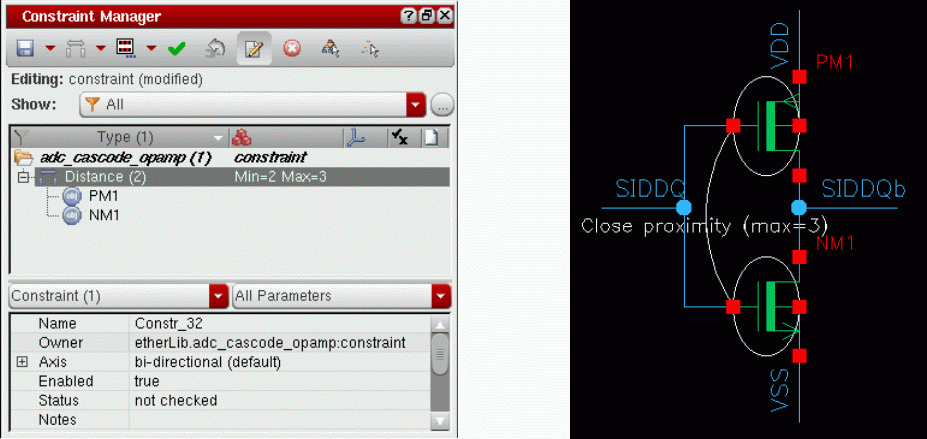 Constraint Manager
Editing: constraint (modified)
Show: All
...
Type (1)
adc_cascode_opamp (1) constraint
Distance (2) Min=2 Max=3
PM1
NM1
Constraint (1) All Parameters
Name Constr_32
Owner etherLib.adc_cascode_opamp:constraint
Axis bi-directional (default)
Enabled true
Status not checked
Notes
VDD
PM1
SIDDQ
SIDDQb
Close proximity (max=3)
NM1
VSS